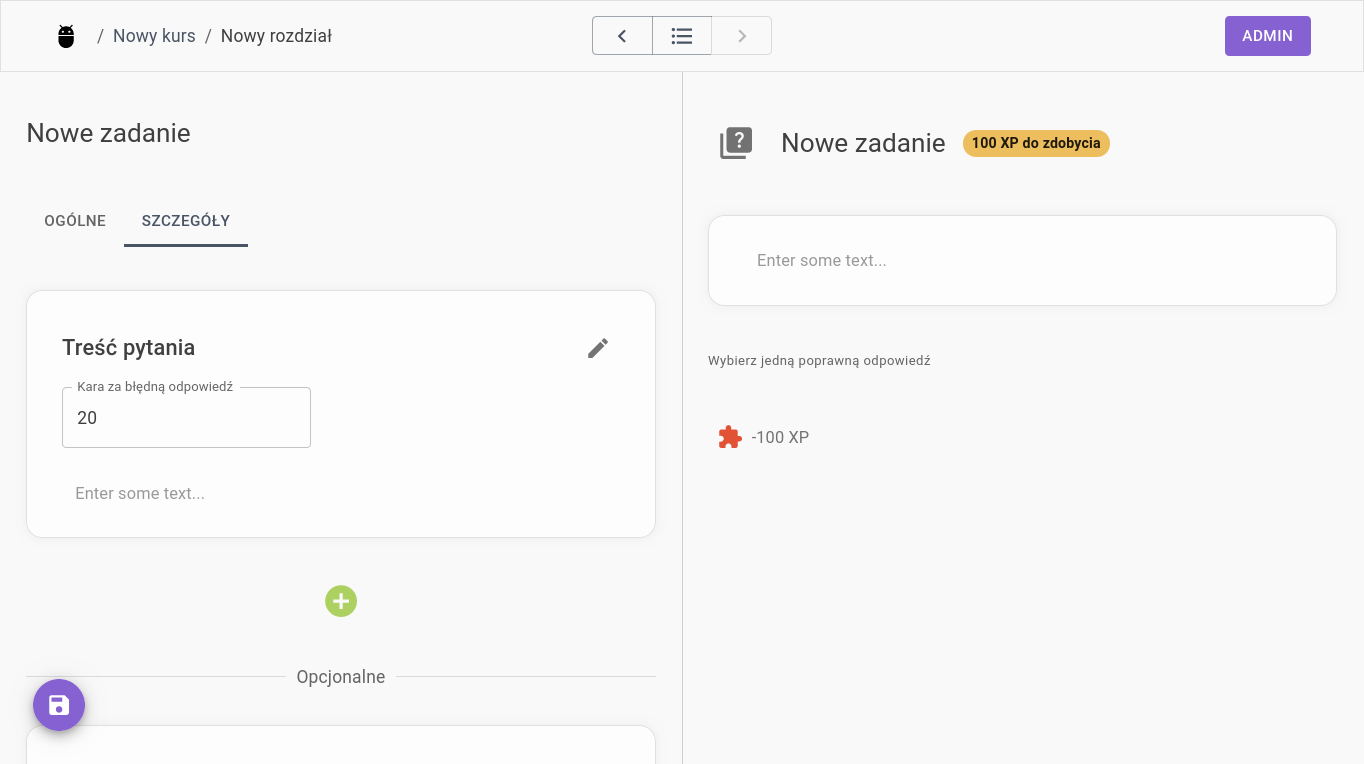 / Nowy kurs / Nowy rozdział
ADMIN
Nowe zadanie
OGÓLNE SZCZEGÓŁY
Treść pytania
Kara za błędną odpowiedź
20
Enter some text...
Opcjonalne
Nowe zadanie 100 XP do zdobycia
Enter some text...
Wybierz jedną poprawną odpowiedź
-100 XP